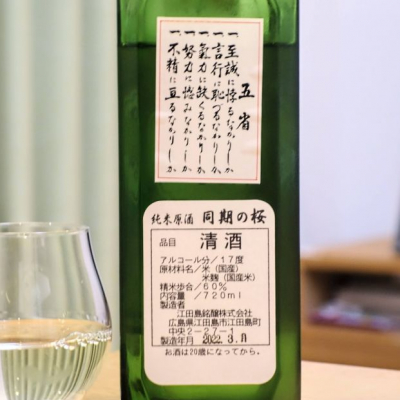 五省
一、至誠に悖るなかりしか
一、言行に恥づるなかりしか
一、氣力に缺くるなかりしか
一、努力に憾みなかりしか
一、不精に亘るなかりしか
純米原酒 同期の桜
品目 清酒
アルコール分/17度
原材料名/米(国産)
米麹(国産米)
精米歩合/60%
内容量 /720ml
製造者
江田島銘醸株式会社
広島県江田島市江田島町
中央2-27-1
製造年月 2022.3.月
お酒は20歳になってから。